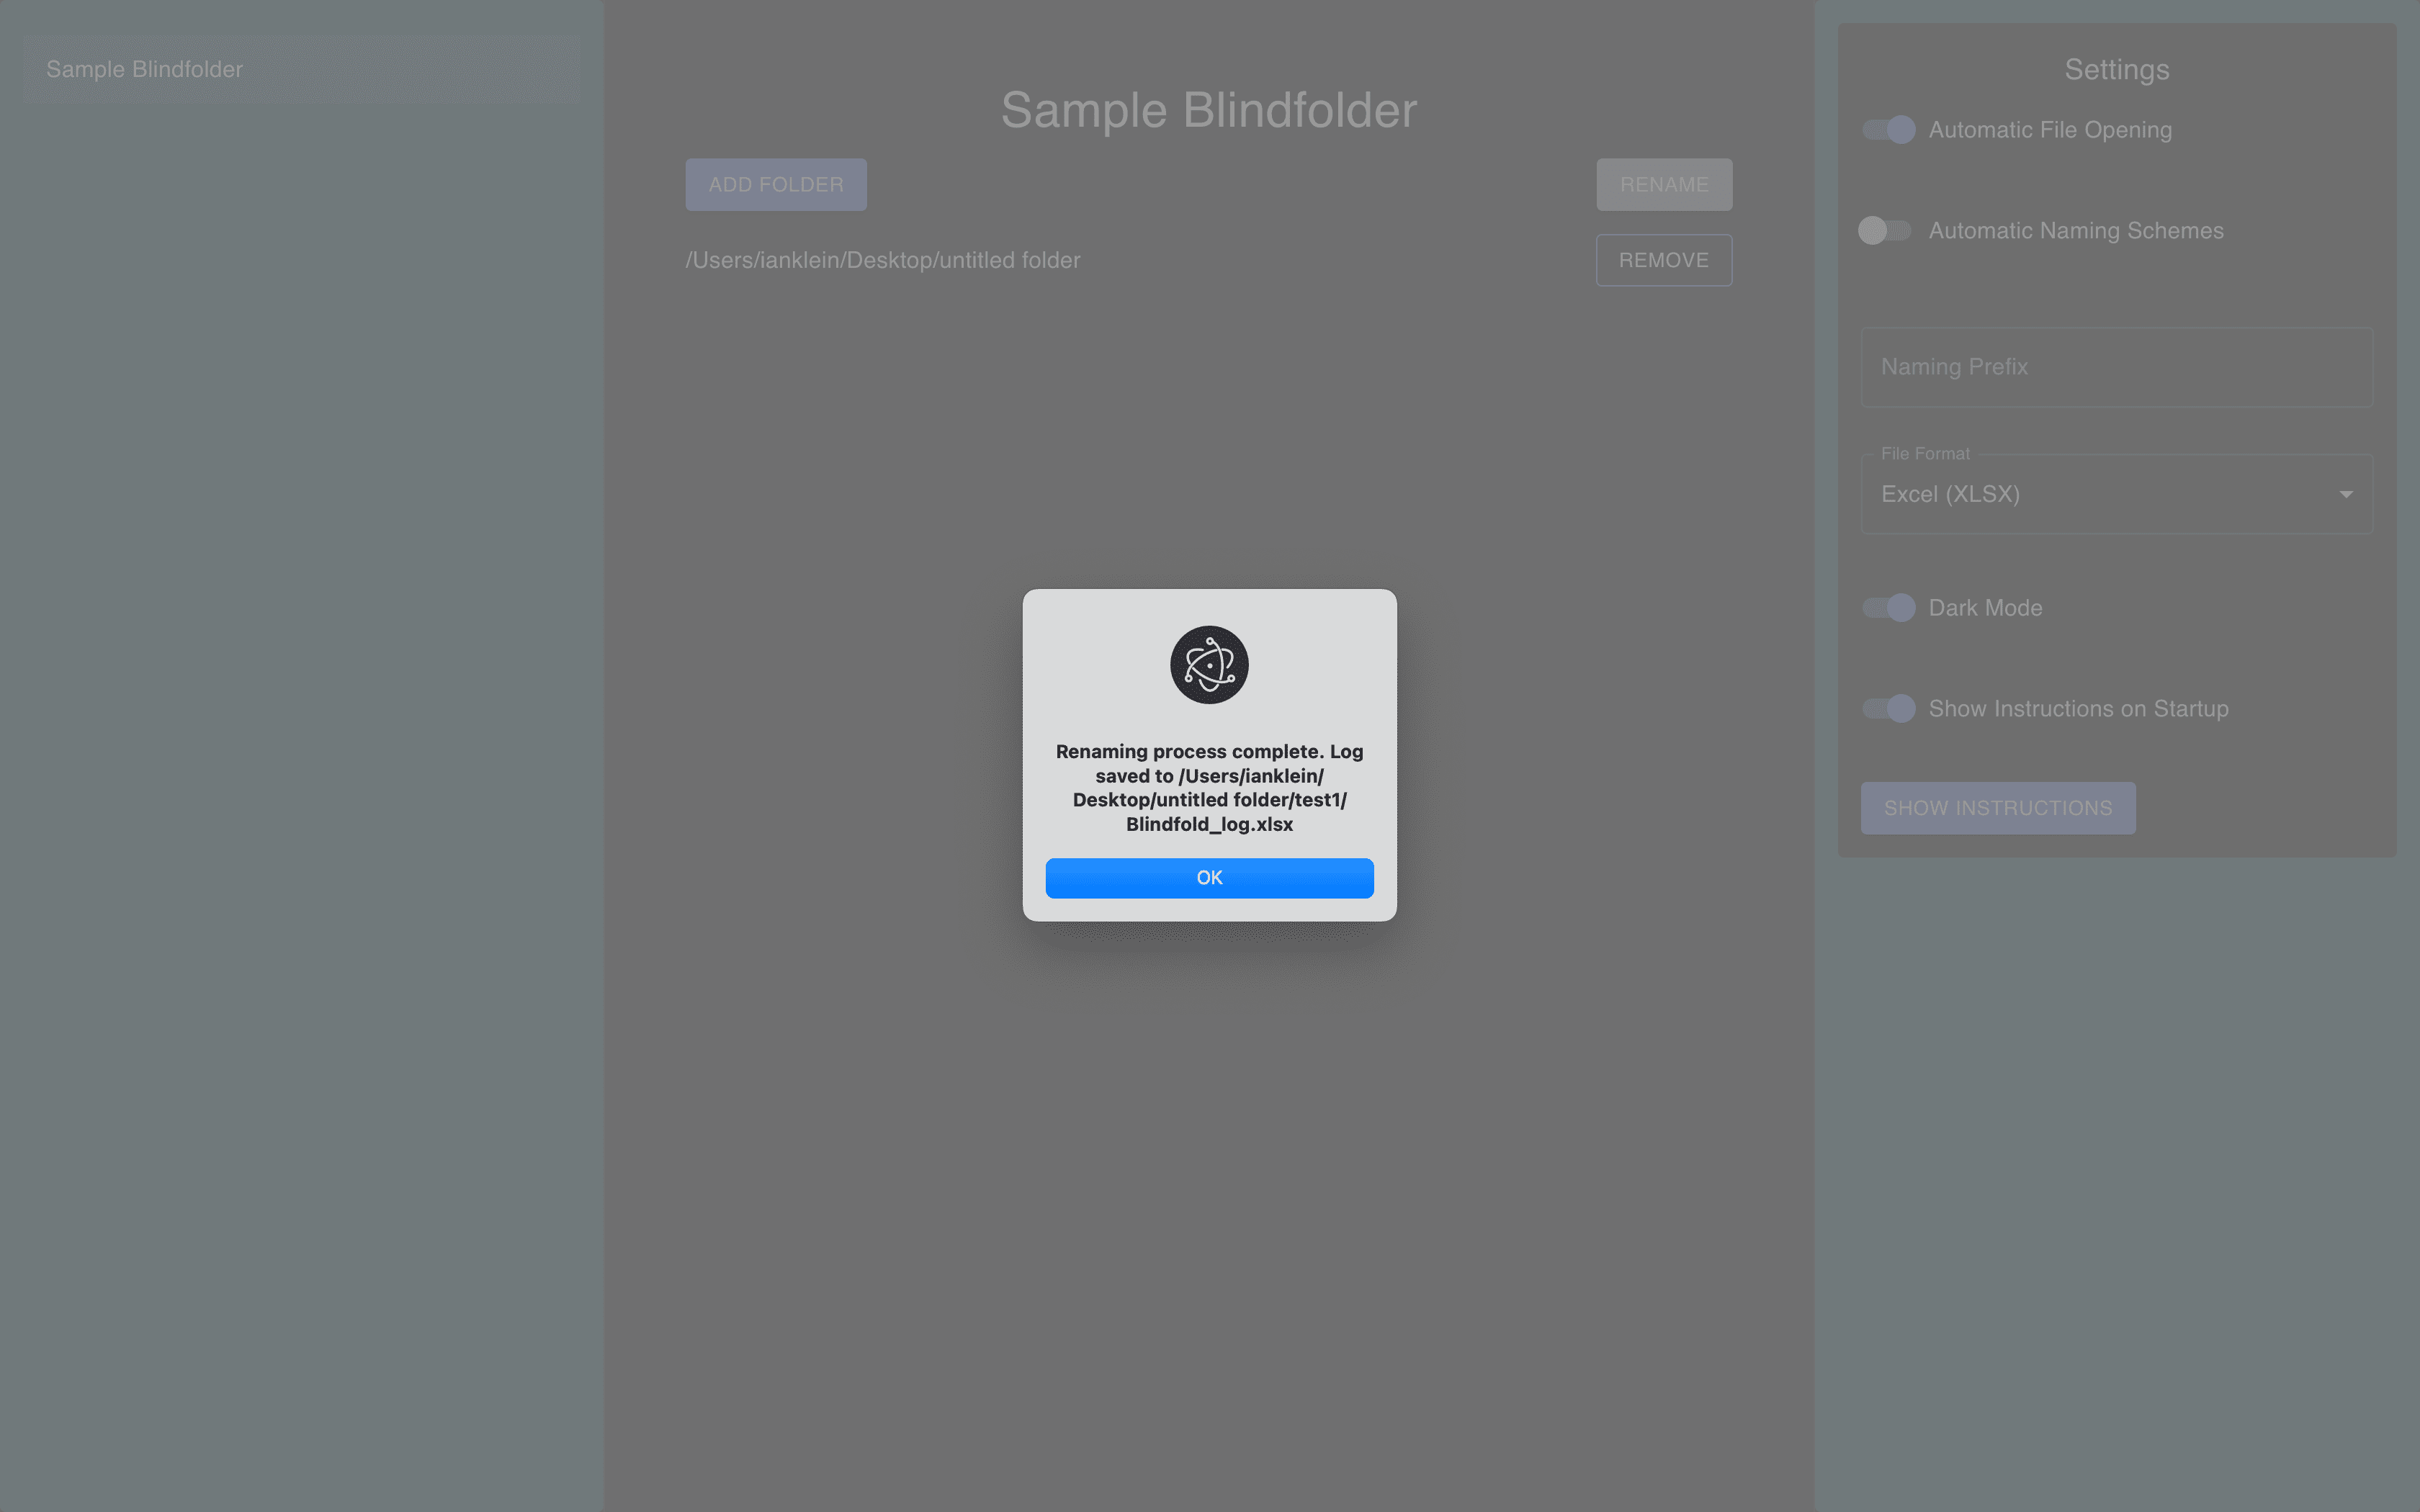 Sample Blindfolder
Sample Blindfolder
ADD FOLDER
RENAME
/Users/ianklein/Desktop/untitled folder
REMOVE
Renaming process complete. Log
saved to /Users/ianklein/
Desktop/untitled folder/test1/
Blindfold_log.xlsx
OK
Settings
Automatic File Opening
Automatic Naming Schemes
Naming Prefix
File Format
Excel (XLSX)
Dark Mode
Show Instructions on Startup
SHOW INSTRUCTIONS